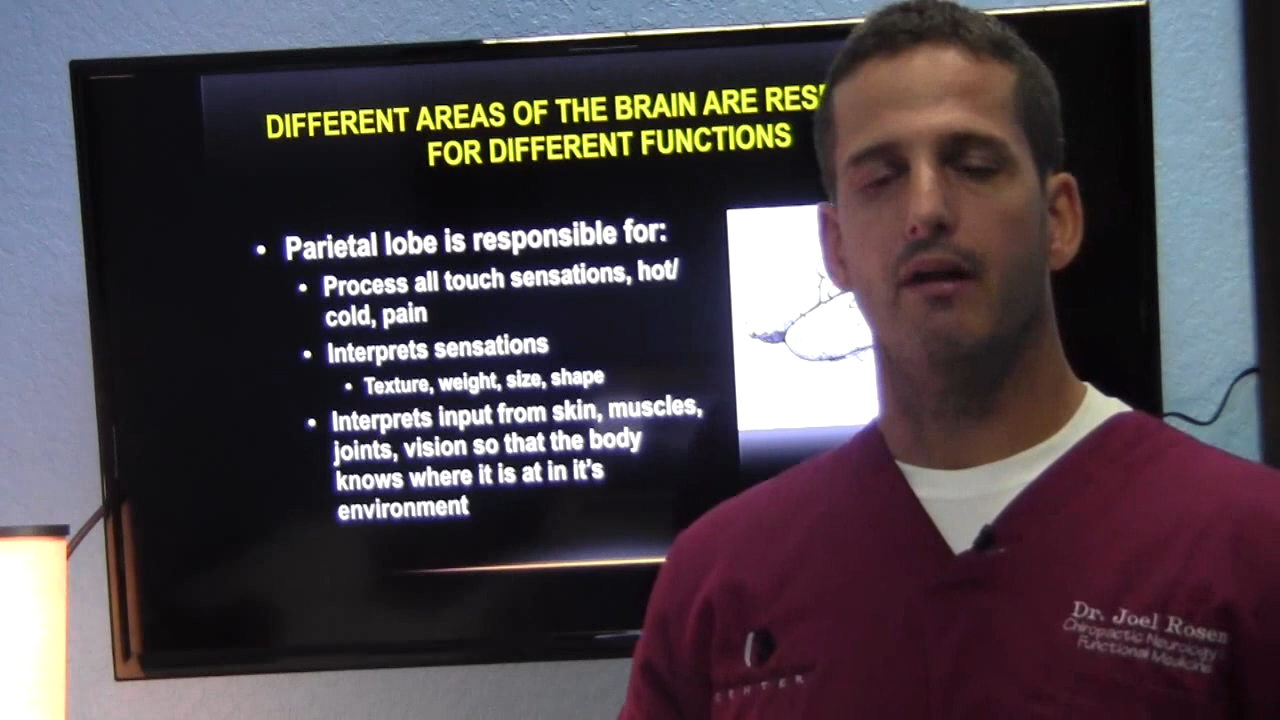 DIFFERENT AREAS OF THE BRAIN ARE RES
FOR DIFFERENT FUNCTIONS
• Parietal lobe is responsible for:
• Process all touch sensations, hot/
cold, pain
• Interprets sensations
• Texture, weight, size, shape
• Interprets input from skin, muscles,
joints, vision so that the body
knows where it is at in it's
environment
Dr. Joel Rosen
Chiropractic Neurology
Functional Medicine
CENTER